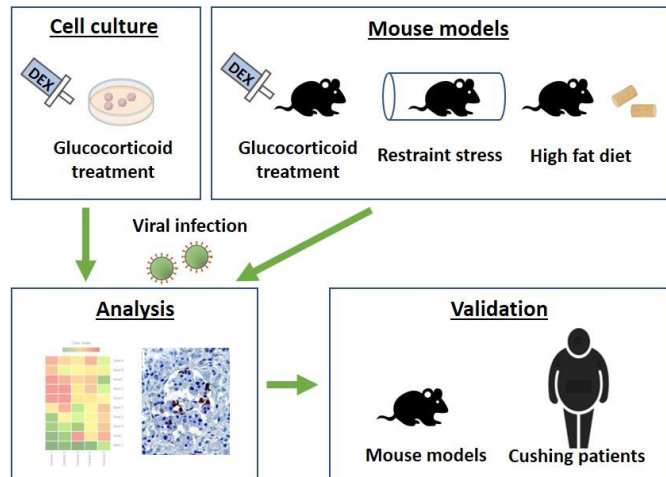 Cell culture
DEX
Glucocorticoid
treatment
Mouse models
DEX
Glucocorticoid
treatment
Restraint stress
High fat diet
Viral infection
Analysis
Validation
Mouse models
Cushing patients